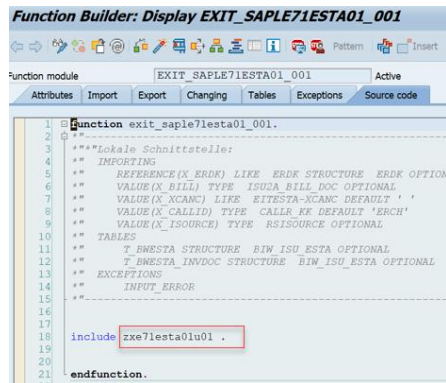 Function Builder: Display EXIT_SAPLE71ESTA01_001
Pattern Insert
Function module EXIT_SAPLE71ESTA01_001 Active
Attributes Import Export Changing Tables Exceptions Source code
1 function exit_saple71esta01_001.
2 *"----------------------------------------------------------------------
3 *"*"Lokale Schnittstelle:
4 *" IMPORTING
5 *" REFERENCE(X_ERDK) LIKE ERDK STRUCTURE ERDK OPTION
6 *" VALUE(X_BILL) TYPE ISU2A_BILL_DOC OPTIONAL
7 *" VALUE(X_XCANC) LIKE EITESTA-XCANC DEFAULT ' '
8 *" VALUE(X_CALLID) TYPE CALLR_KK DEFAULT 'ERCH'
9 *" VALUE(X_ISOURCE) TYPE RSISOURCE OPTIONAL
10 *" TABLES
11 *" T_BWESTA STRUCTURE BIW_ISU_ESTA OPTIONAL
12 *" T_BWESTA_INVDOC STRUCTURE BIW_ISU_ESTA OPTIONAL
13 *" EXCEPTIONS
14 *" INPUT_ERROR
15 *"----------------------------------------------------------------------
16
17
18 include zxe71esta01u01 .
19
20
21 endfunction.